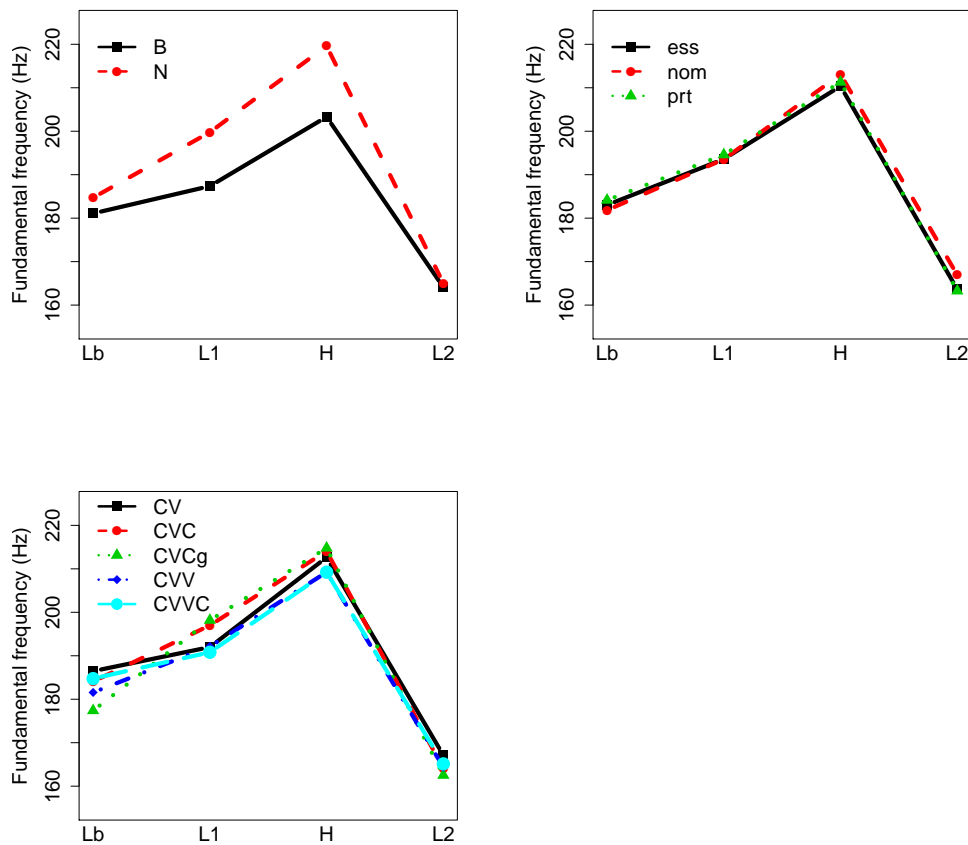 Fundamental frequency (Hz)
220
200
180
160
B
N
Lb L1 H L2
Fundamental frequency (Hz)
220
200
180
160
ess
nom
prt
Lb L1 H L2
Fundamental frequency (Hz)
220
200
180
160
CV
CVC
CVCg
CVV
CVVC
Lb L1 H L2